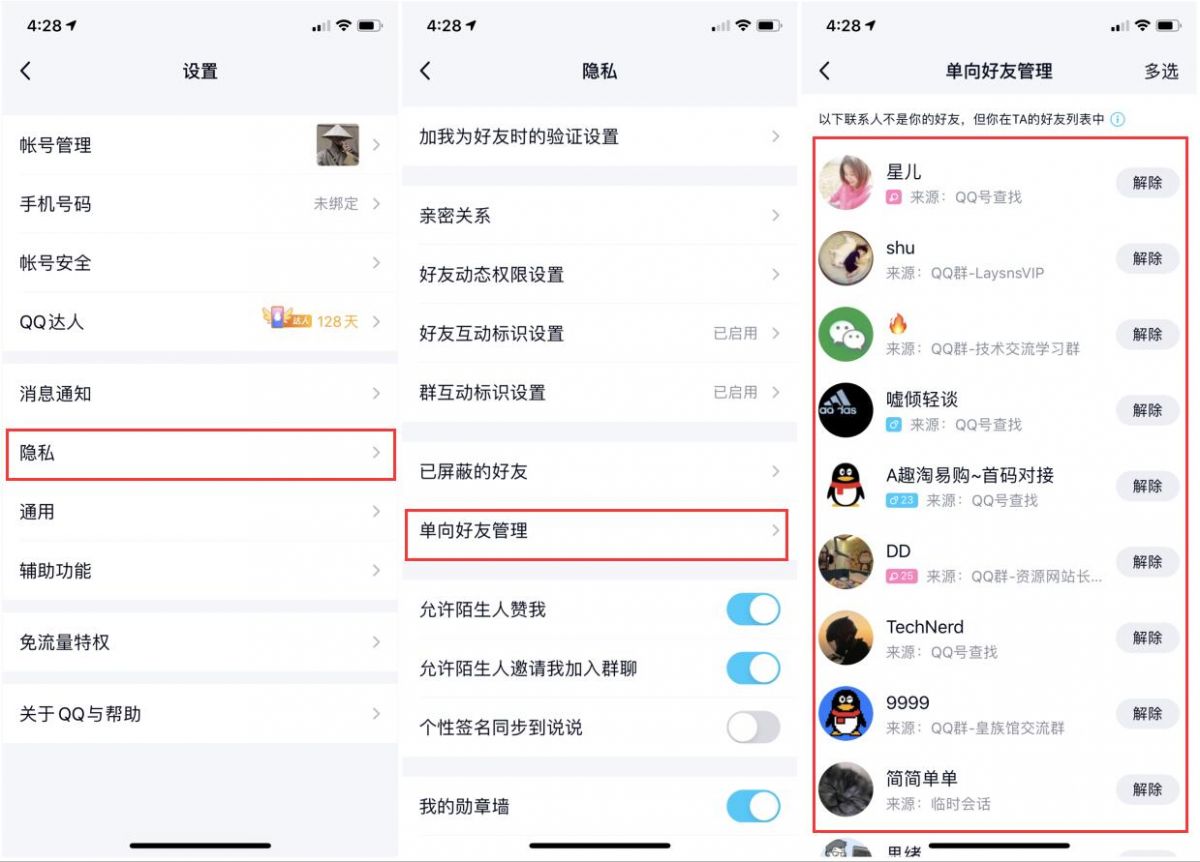 4:28
设置
帐号管理
手机号码 未绑定
帐号安全
QQ达人 达人 128天
消息通知
隐私
通用
辅助功能
免流量特权
关于QQ与帮助
4:28
隐私
加我为好友时的验证设置
亲密关系
好友动态权限设置
好友互动标识设置 已启用
群互动标识设置 已启用
已屏蔽的好友
单向好友管理
允许陌生人赞我
允许陌生人邀请我加入群聊
个性签名同步到说说
我的勋章墙
4:28
单向好友管理 多选
以下联系人不是你的好友，但你在TA的好友列表中
星儿
来源：QQ号查找
解除
shu
来源：QQ群-LaysnsVIP
解除
🔥
来源：QQ群-技术交流学习群
解除
adidas
嘘倾轻谈
来源：QQ号查找
解除
A趣淘易购~首码对接
23 来源：QQ号查找
解除
DD
25 来源：QQ群-资源网站长...
解除
TechNerd
来源：QQ号查找
解除
9999
来源：QQ群-皇族馆交流群
解除
简简单单
来源：临时会话
解除